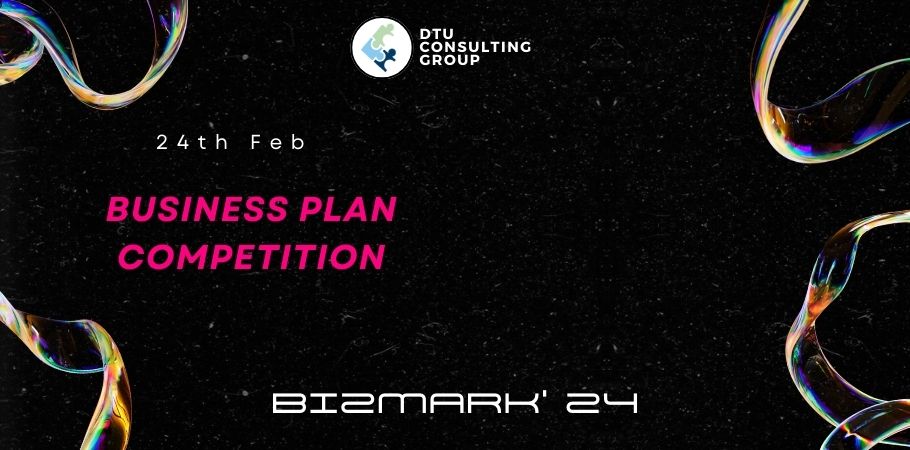 DTU
CONSULTING
GROUP
24th Feb
BUSINESS PLAN
COMPETITION
BIZMARK' 24